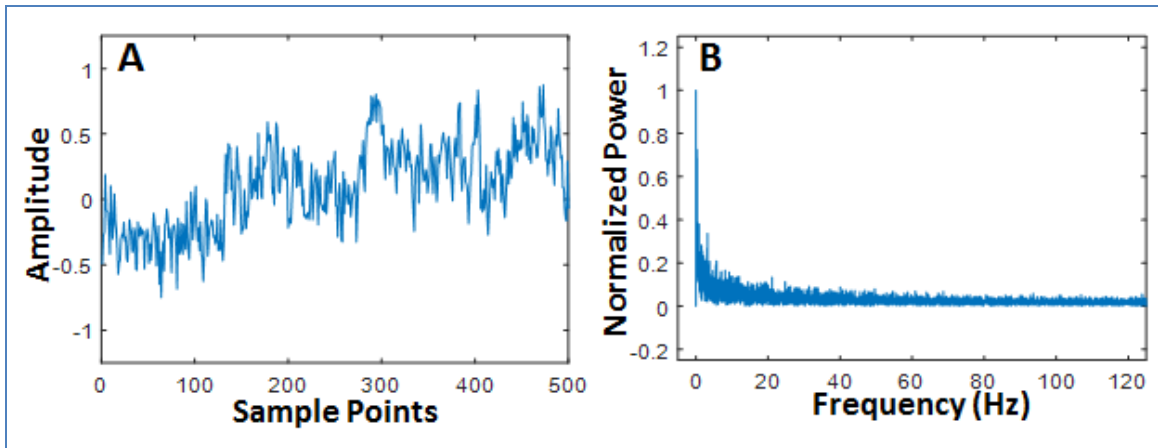 A
Amplitude
1
0.5
0
-0.5
-1
0 100 200 300 400 500
Sample Points
B
Normalized Power
1.2
1
0.8
0.6
0.4
0.2
0
-0.2
0 20 40 60 80 100 120
Frequency (Hz)